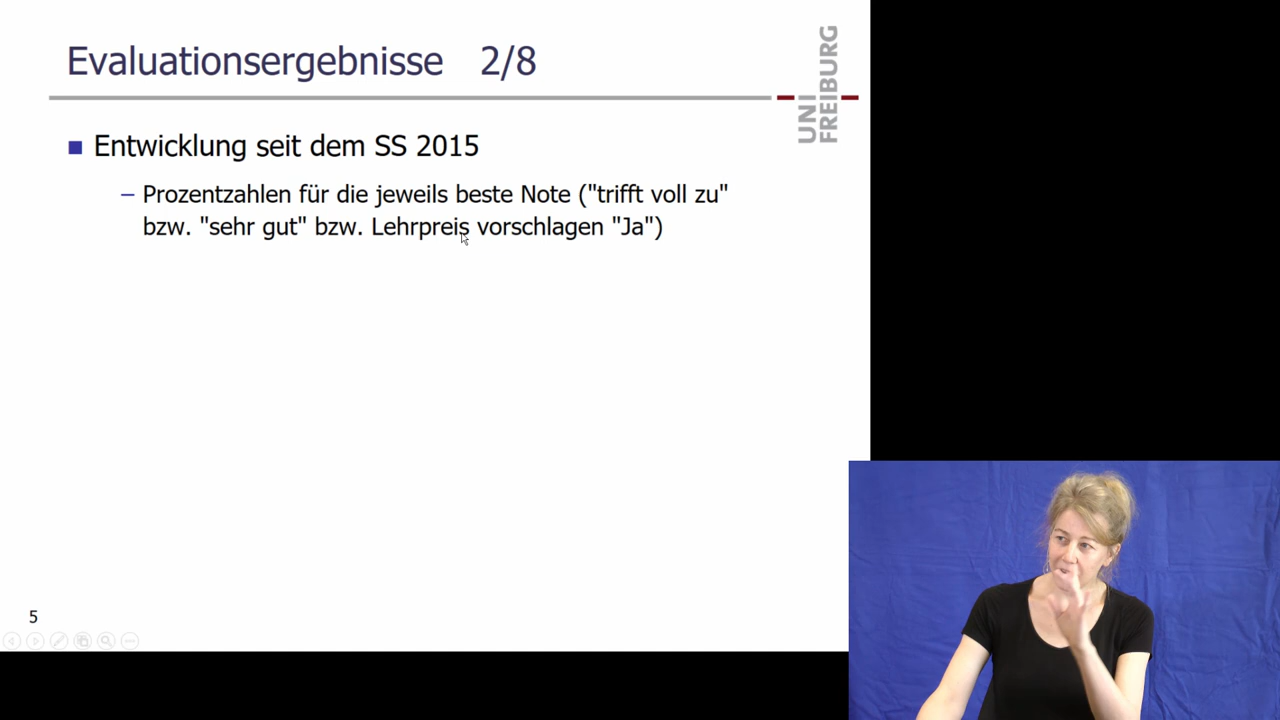 Evaluationsergebnisse 2/8
UNI
FREIBURG
Entwicklung seit dem SS 2015
– Prozentzahlen für die jeweils beste Note ("trifft voll zu"
bzw. "sehr gut" bzw. Lehrpreis vorschlagen "Ja")
5